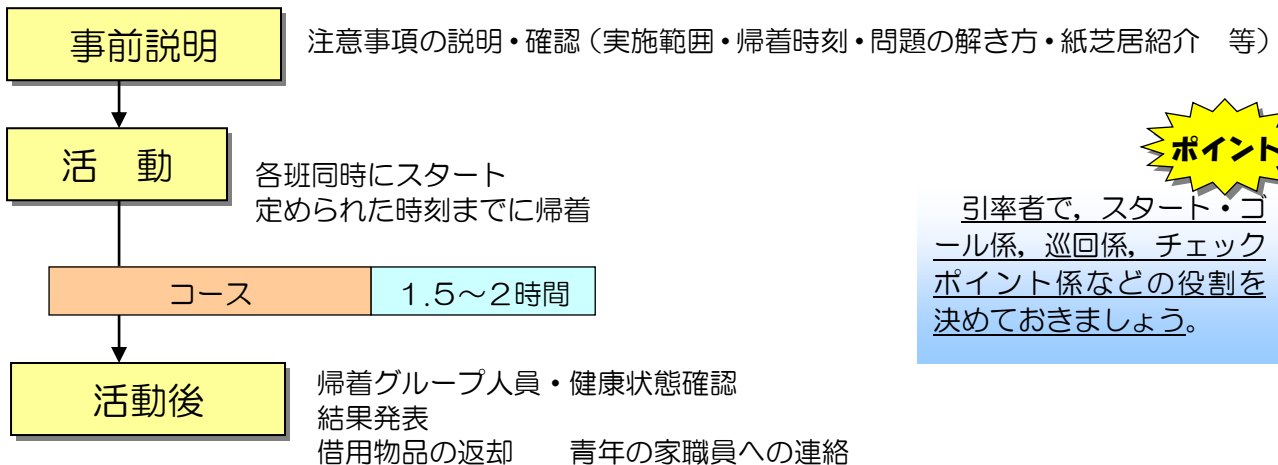 事前説明
注意事項の説明・確認(実施範囲・帰着時刻・問題の解き方・紙芝居紹介　等)
活　動
各班同時にスタート
定められた時刻までに帰着
コース
1.5～2時間
活動後
帰着グループ人員・健康状態確認
結果発表
借用物品の返却　　青年の家職員への連絡
ポイント
引率者で，スタート・ゴ
ール係，巡回係，チェック
ポイント係などの役割を
決めておきましょう。